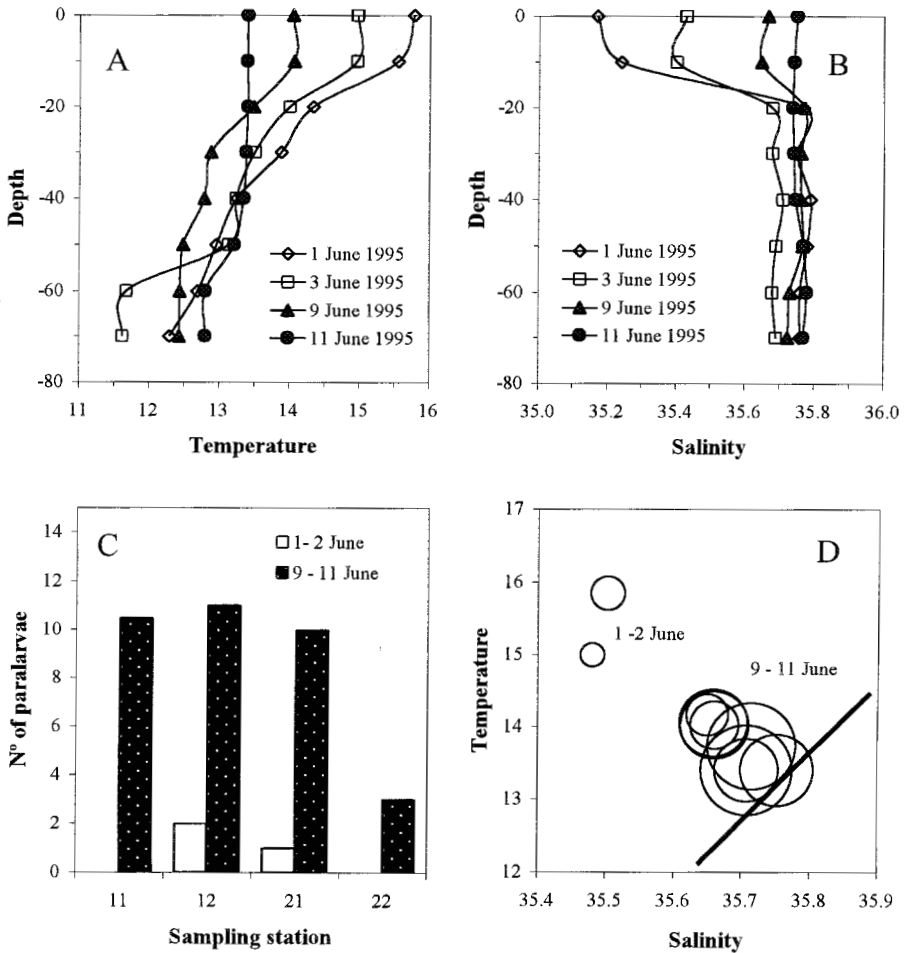 A
0
-20
-40
-60
-80
Depth
1 June 1995
3 June 1995
9 June 1995
11 June 1995
11 12 13 14 15 16
Temperature
B
0
-20
-40
-60
-80
Depth
1 June 1995
3 June 1995
9 June 1995
11 June 1995
35.0 35.2 35.4 35.6 35.8 36.0
Salinity
C
14
12
10
8
6
4
2
0
Nº of paralarvae
1- 2 June
9 - 11 June
11 12 21 22
Sampling station
D
17
16
15
14
13
12
Temperature
1 -2 June
9 - 11 June
35.4 35.5 35.6 35.7 35.8 35.9
Salinity